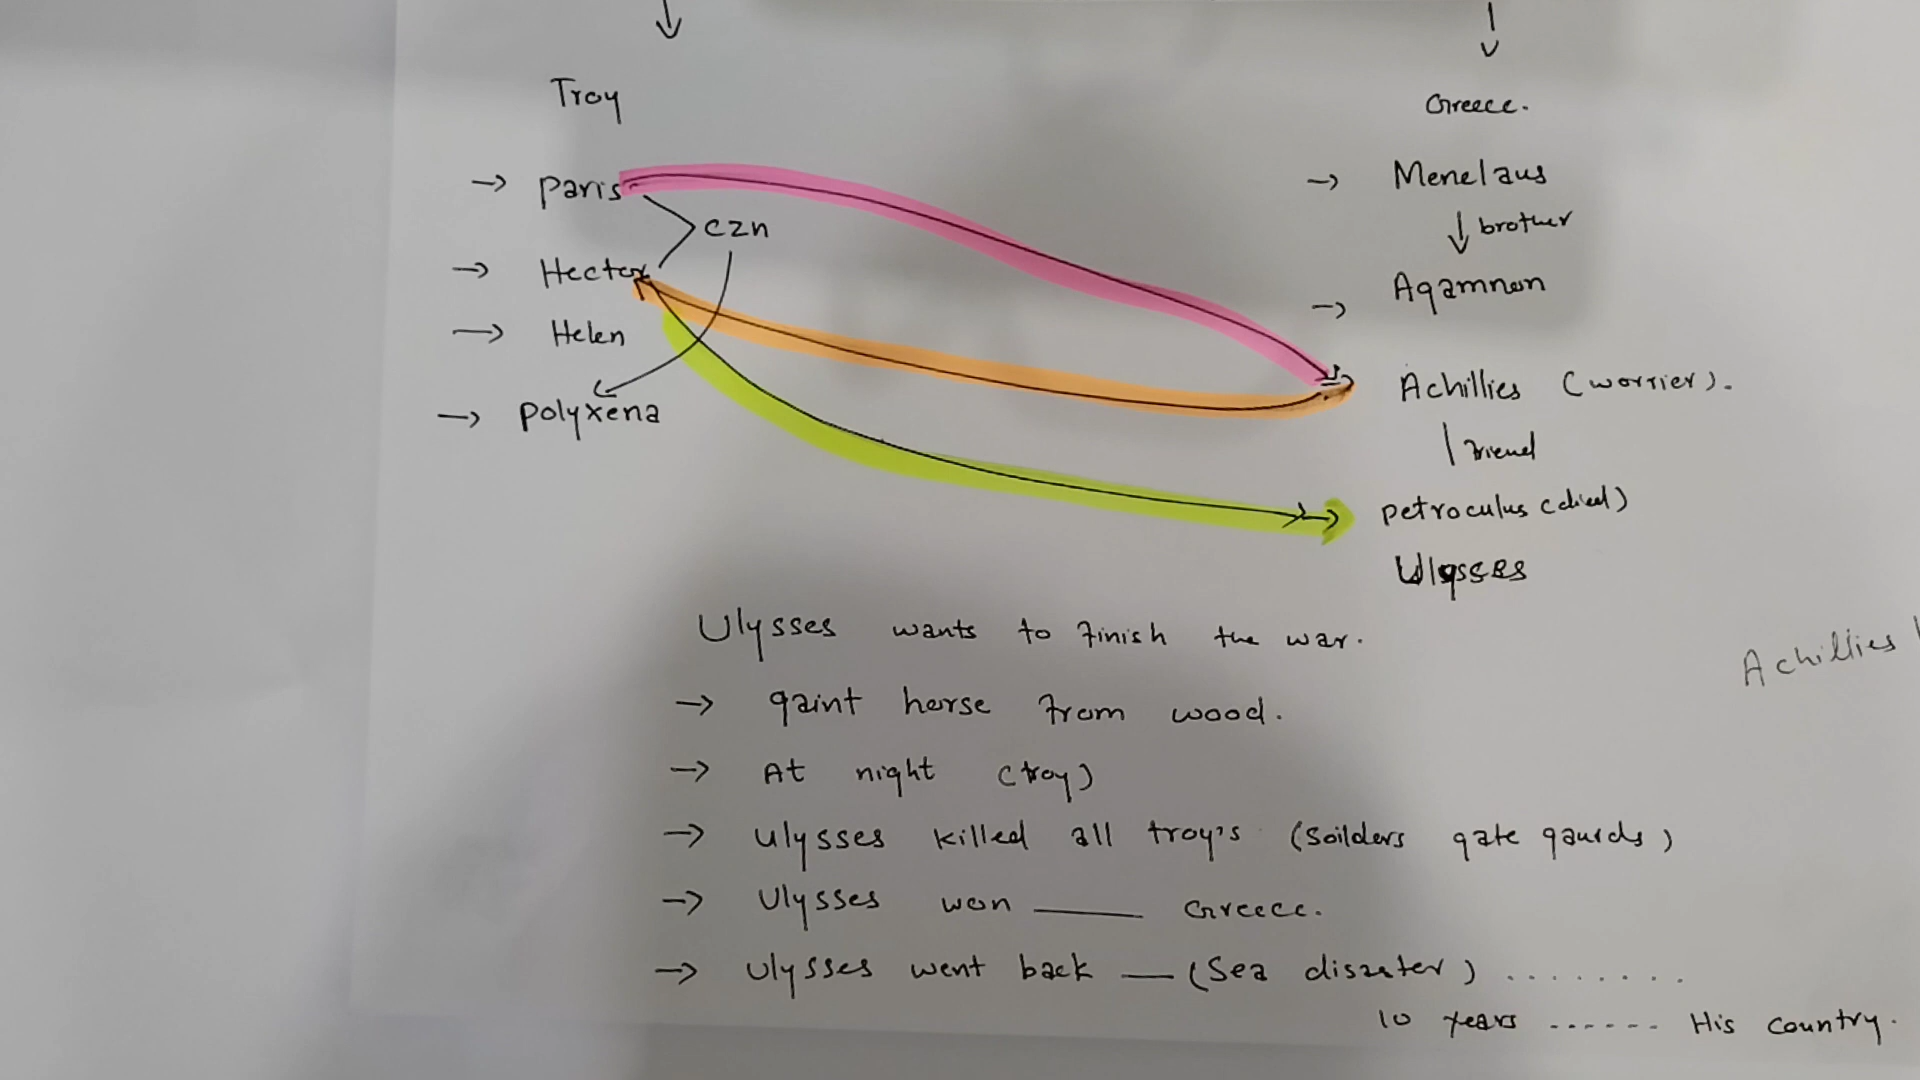 Troy
Greece.
→ Paris
→ Menelaus
czn
↓ brother
→ Hector
→ Agamnon
→ Helen
Achillies (worrier).
→ Polyxena
| friend
petroculus (died)
Ulysses
Ulysses wants to finish the war.
Achillies
→ gaint horse from wood.
→ At night (troy)
→ Ulysses killed all troy's (Soilders gate gaurds)
→ Ulysses won —— Greece.
→ Ulysses went back — (Sea disaster) ........
10 years ------ His country.